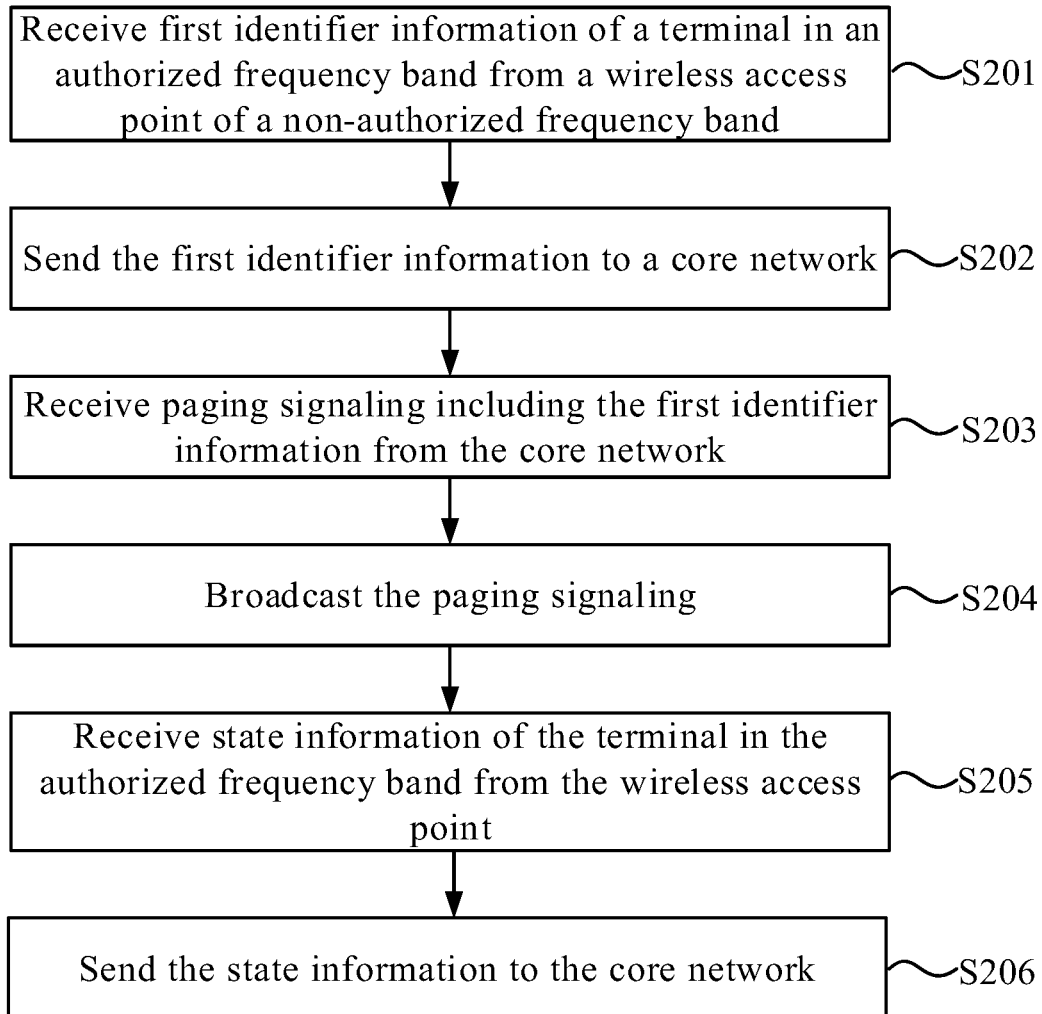 Receive first identifier information of a terminal in an
authorized frequency band from a wireless access
point of a non-authorized frequency band
S201
Send the first identifier information to a core network
S202
Receive paging signaling including the first identifier
information from the core network
S203
Broadcast the paging signaling
S204
Receive state information of the terminal in the
authorized frequency band from the wireless access
point
S205
Send the state information to the core network
S206